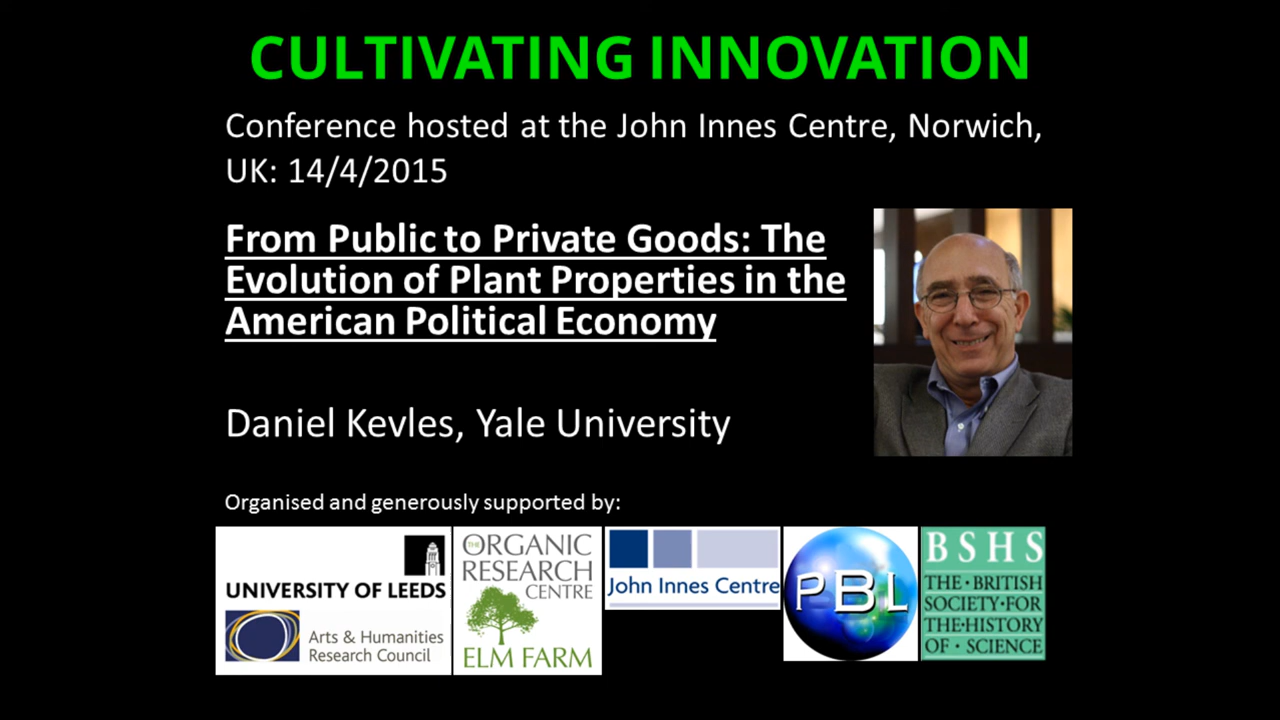 CULTIVATING INNOVATION
Conference hosted at the John Innes Centre, Norwich,
UK: 14/4/2015
From Public to Private Goods: The
Evolution of Plant Properties in the
American Political Economy
Daniel Kevles, Yale University
Organised and generously supported by:
UNIVERSITY OF LEEDS
Arts & Humanities
Research Council
THE
ORGANIC
RESEARCH
CENTRE
ELM FARM
John Innes Centre
PBL
BSHS
THE · BRITISH
SOCIETY·FOR
THE·HISTORY
OF · SCIENCE